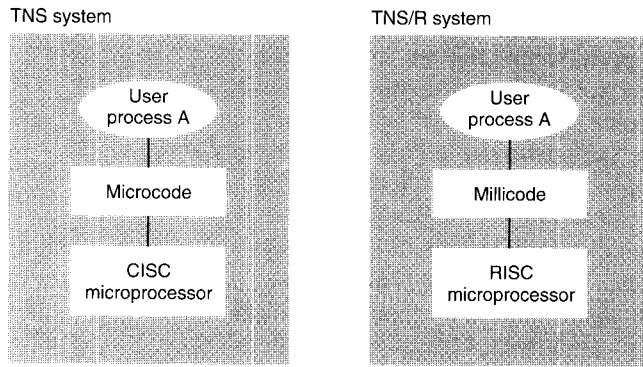 TNS system
User
process A
Microcode
CISC
microprocessor
TNS/R system
User
process A
Millicode
RISC
microprocessor